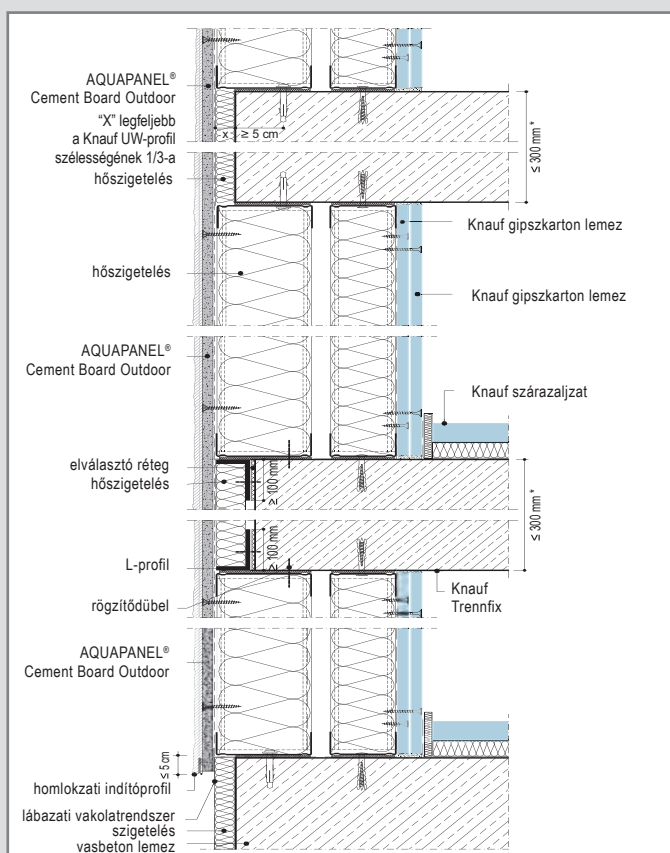 AQUAPANEL®
Cement Board Outdoor
"X" legfeljebb
a Knauf UW-profil
szélességének 1/3-a
hőszigetelés
x
≥ 5 cm
≤ 300 mm *
Knauf gipszkarton lemez
hőszigetelés
Knauf gipszkarton lemez
AQUAPANEL®
Cement Board Outdoor
Knauf szárazaljzat
elválasztó réteg
hőszigetelés
≥ 100 mm
≤ 300 mm *
≥ 100 mm
L-profil
rögzítődübel
Knauf
Trennfix
AQUAPANEL®
Cement Board Outdoor
≤ 5 cm
homlokzati indítóprofil
lábazati vakolatrendszer
szigetelés
vasbeton lemez